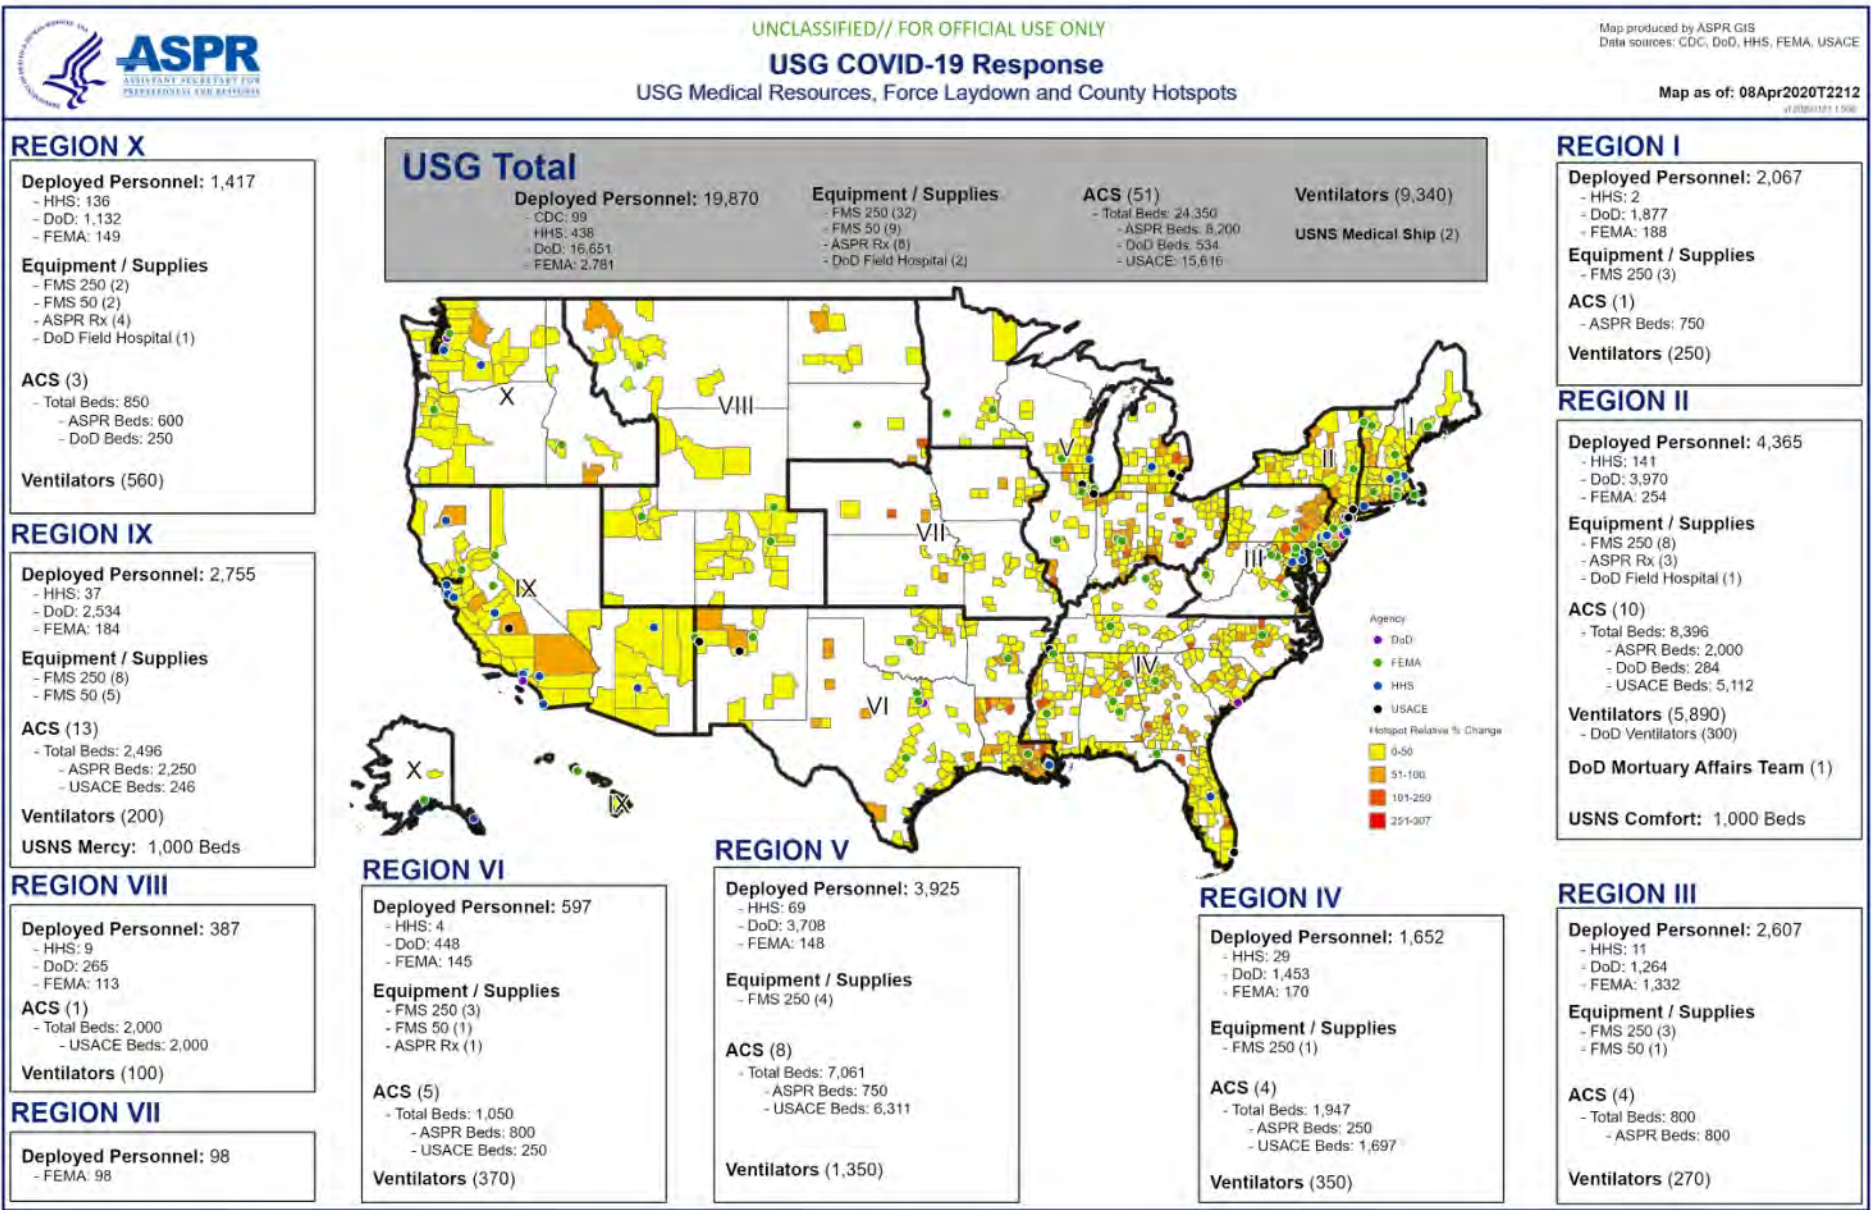 UNCLASSIFIED// FOR OFFICIAL USE ONLY
USG COVID-19 Response
USG Medical Resources, Force Laydown and County Hotspots
ASPR
ASSISTANT SECRETARY FOR
PREPAREDNESS AND RESPONSE
Map produced by ASPR GIS
Data sources: CDC, DoD, HHS, FEMA, USACE
Map as of: 08Apr2020T2212
USG Total
Deployed Personnel: 19,870
- CDC: 99
- HHS: 438
- DoD: 16,651
- FEMA: 2,781
Equipment / Supplies
- FMS 250 (32)
- FMS 50 (9)
- ASPR Rx (8)
- DoD Field Hospital (2)
ACS (51)
- Total Beds: 24,350
- ASPR Beds: 8,200
- DoD Beds: 534
- USACE: 15,616
Ventilators (9,340)
USNS Medical Ship (2)
REGION X
Deployed Personnel: 1,417
- HHS: 136
- DoD: 1,132
- FEMA: 149
Equipment / Supplies
- FMS 250 (2)
- FMS 50 (2)
- ASPR Rx (4)
- DoD Field Hospital (1)
ACS (3)
- Total Beds: 850
- ASPR Beds: 600
- DoD Beds: 250
Ventilators (560)
REGION IX
Deployed Personnel: 2,755
- HHS: 37
- DoD: 2,534
- FEMA: 184
Equipment / Supplies
- FMS 250 (8)
- FMS 50 (5)
ACS (13)
- Total Beds: 2,496
- ASPR Beds: 2,250
- USACE Beds: 246
Ventilators (200)
USNS Mercy: 1,000 Beds
REGION VIII
Deployed Personnel: 387
- HHS: 9
- DoD: 265
- FEMA: 113
ACS (1)
- Total Beds: 2,000
- USACE Beds: 2,000
Ventilators (100)
REGION VII
Deployed Personnel: 98
- FEMA: 98
X
VIII
V
I
II
VII
III
IX
IV
VI
X
IX
Agency
DoD
FEMA
HHS
USACE
Hotspot Relative % Change
0-50
51-100
101-250
251-307
REGION VI
Deployed Personnel: 597
- HHS: 4
- DoD: 448
- FEMA: 145
Equipment / Supplies
- FMS 250 (3)
- FMS 50 (1)
- ASPR Rx (1)
ACS (5)
- Total Beds: 1,050
- ASPR Beds: 800
- USACE Beds: 250
Ventilators (370)
REGION V
Deployed Personnel: 3,925
- HHS: 69
- DoD: 3,708
- FEMA: 148
Equipment / Supplies
- FMS 250 (4)
ACS (8)
- Total Beds: 7,061
- ASPR Beds: 750
- USACE Beds: 6,311
Ventilators (1,350)
REGION IV
Deployed Personnel: 1,652
- HHS: 29
- DoD: 1,453
- FEMA: 170
Equipment / Supplies
- FMS 250 (1)
ACS (4)
- Total Beds: 1,947
- ASPR Beds: 250
- USACE Beds: 1,697
Ventilators (350)
REGION I
Deployed Personnel: 2,067
- HHS: 2
- DoD: 1,877
- FEMA: 188
Equipment / Supplies
- FMS 250 (3)
ACS (1)
- ASPR Beds: 750
Ventilators (250)
REGION II
Deployed Personnel: 4,365
- HHS: 141
- DoD: 3,970
- FEMA: 254
Equipment / Supplies
- FMS 250 (8)
- ASPR Rx (3)
- DoD Field Hospital (1)
ACS (10)
- Total Beds: 8,396
- ASPR Beds: 2,000
- DoD Beds: 284
- USACE Beds: 5,112
Ventilators (5,890)
- DoD Ventilators (300)
DoD Mortuary Affairs Team (1)
USNS Comfort: 1,000 Beds
REGION III
Deployed Personnel: 2,607
- HHS: 11
- DoD: 1,264
- FEMA: 1,332
Equipment / Supplies
- FMS 250 (3)
- FMS 50 (1)
ACS (4)
- Total Beds: 800
- ASPR Beds: 800
Ventilators (270)